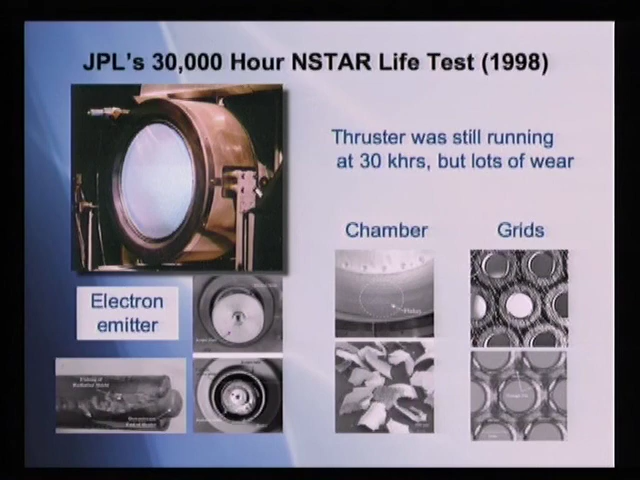 JPL's 30,000 Hour NSTAR Life Test (1998)
Thruster was still running
at 30 khrs, but lots of wear
Chamber
Grids
Electron
emitter
Flakes